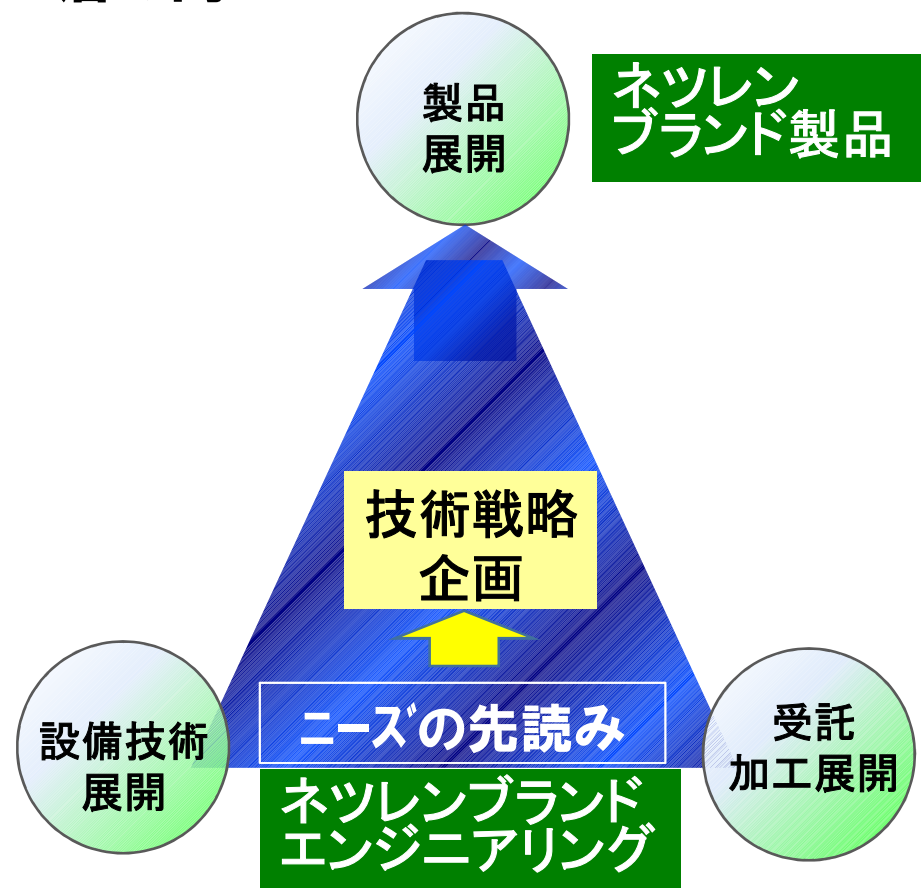 製品
展開
ネツレン
ブランド製品
技術戦略
企画
ニーズの先読み
設備技術
展開
受託
加工展開
ネツレンブランド
エンジニアリング